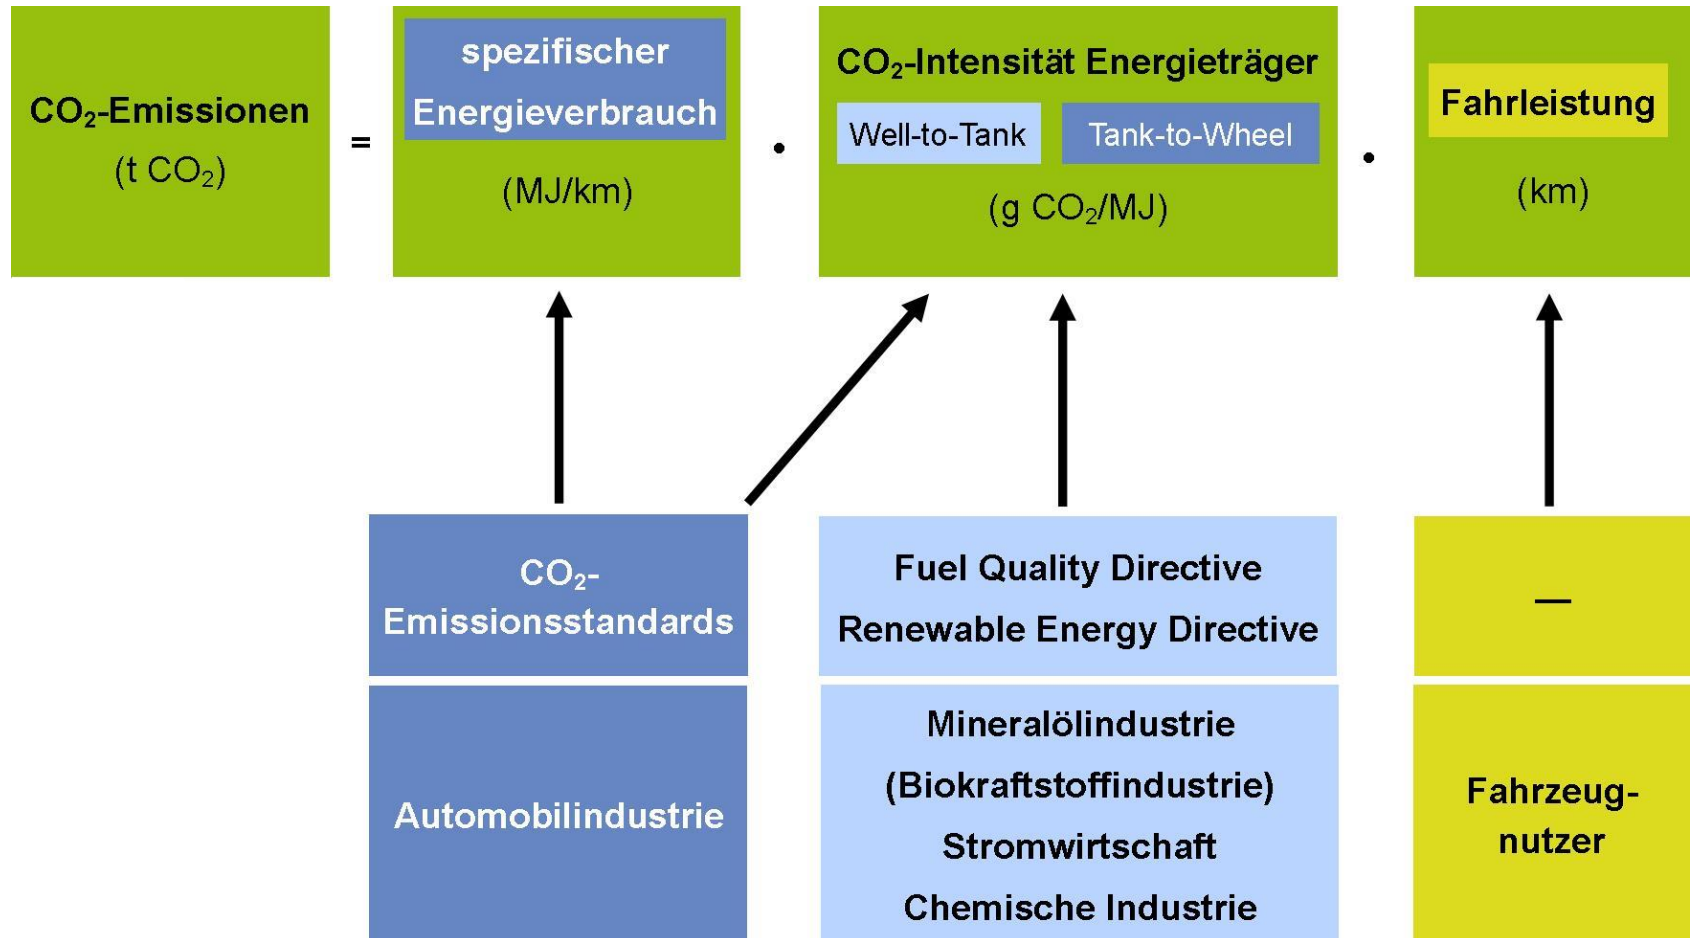 CO₂-Emissionen
(t CO₂)
=
spezifischer
Energieverbrauch
(MJ/km)
·
CO₂-Intensität Energieträger
Well-to-Tank
Tank-to-Wheel
(g CO₂/MJ)
·
Fahrleistung
(km)
CO₂-
Emissionsstandards
Automobilindustrie
Fuel Quality Directive
Renewable Energy Directive
Mineralölindustrie
(Biokraftstoffindustrie)
Stromwirtschaft
Chemische Industrie
—
Fahrzeug-
nutzer